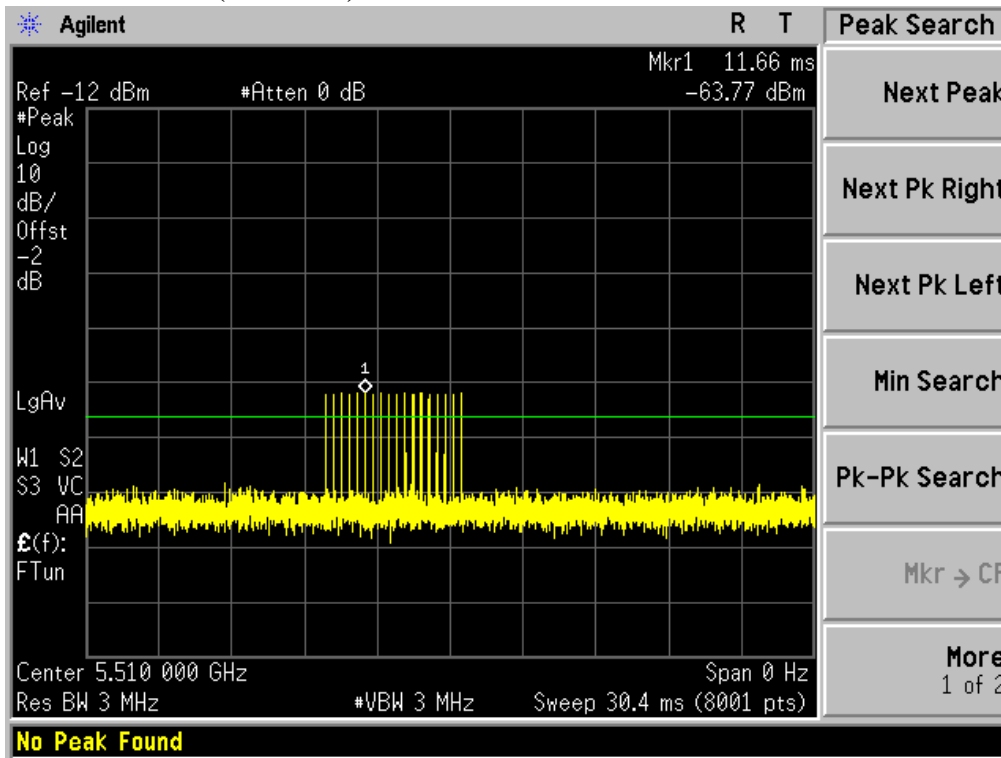 Agilent R T Peak Search
Mkr1 11.66 ms
Ref -12 dBm #Atten 0 dB -63.77 dBm
#Peak
Log
10
dB/
Offst
-2
dB
1
LgAv
W1 S2
S3 VC
AA
£(f):
FTun
Center 5.510 000 GHz Span 0 Hz
Res BW 3 MHz #VBW 3 MHz Sweep 30.4 ms (8001 pts)
No Peak Found
Next Peak
Next Pk Right
Next Pk Left
Min Search
Pk-Pk Search
Mkr → CF
More
1 of 2